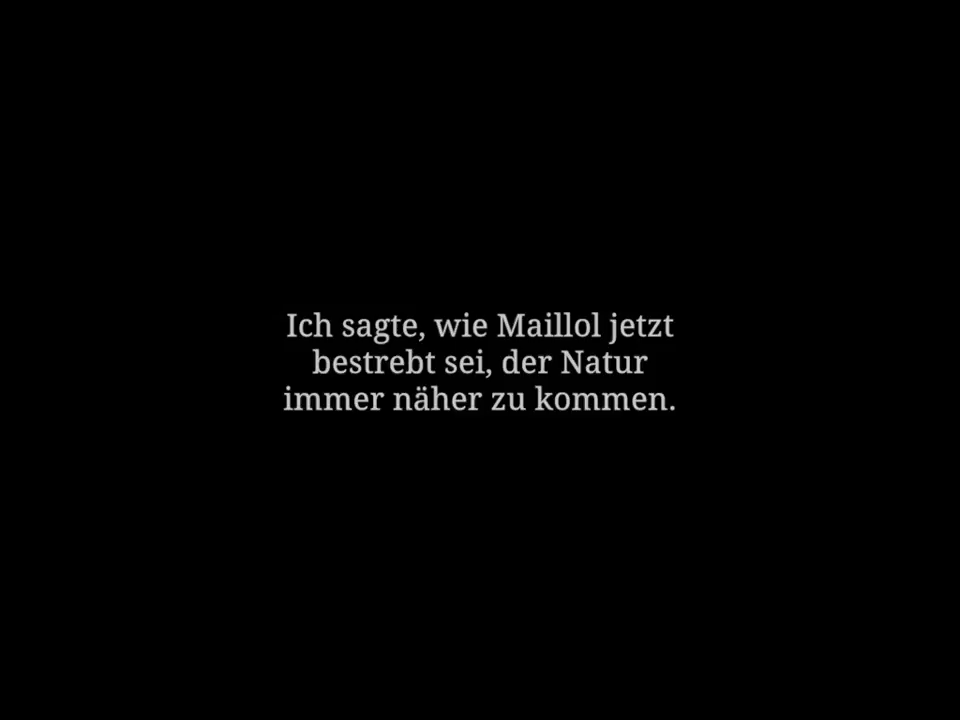 Ich sagte, wie Maillol jetzt
bestrebt sei, der Natur
immer näher zu kommen.